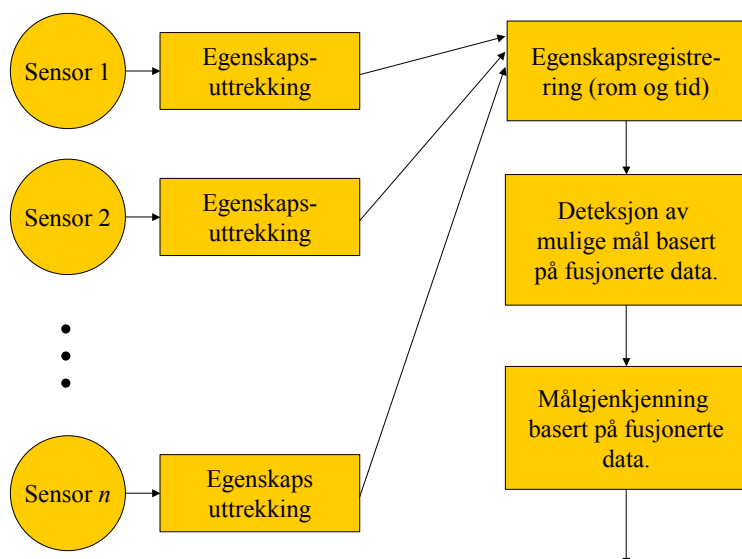 Sensor 1
Egenskaps-
uttrekking
Egenskapsregistre-
ring (rom og tid)
Sensor 2
Egenskaps-
uttrekking
Deteksjon av
mulige mål basert
på fusjonerte data.
Målgjenkjenning
basert på fusjonerte
data.
Sensor n
Egenskaps
uttrekking